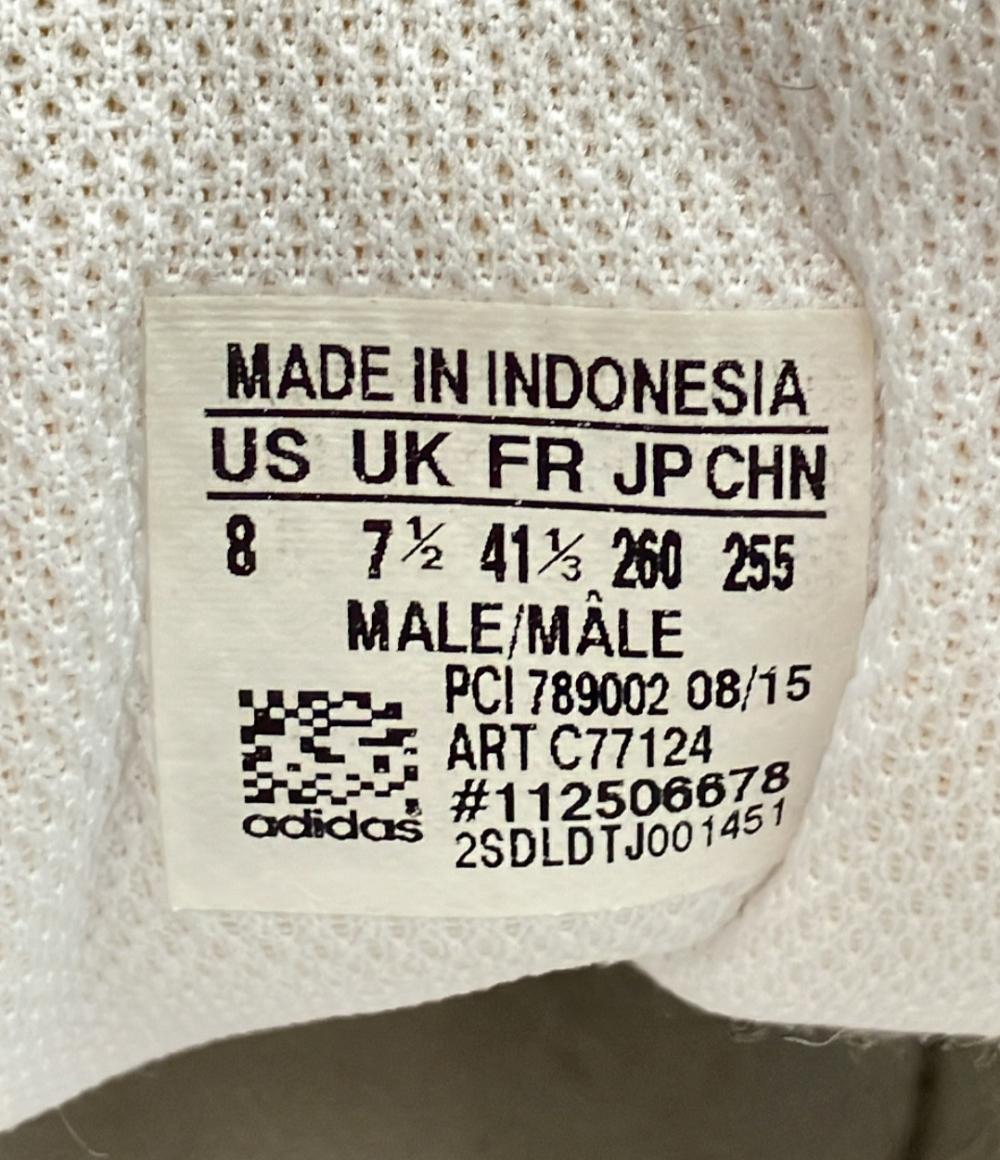 MADE IN INDONESIA
US UK FR JP CHN
8 7½ 41⅓ 260 255
MALE/MÂLE
PCI 789002 08/15
ART C77124
#112506678
adidas
2SDLDTJ001451